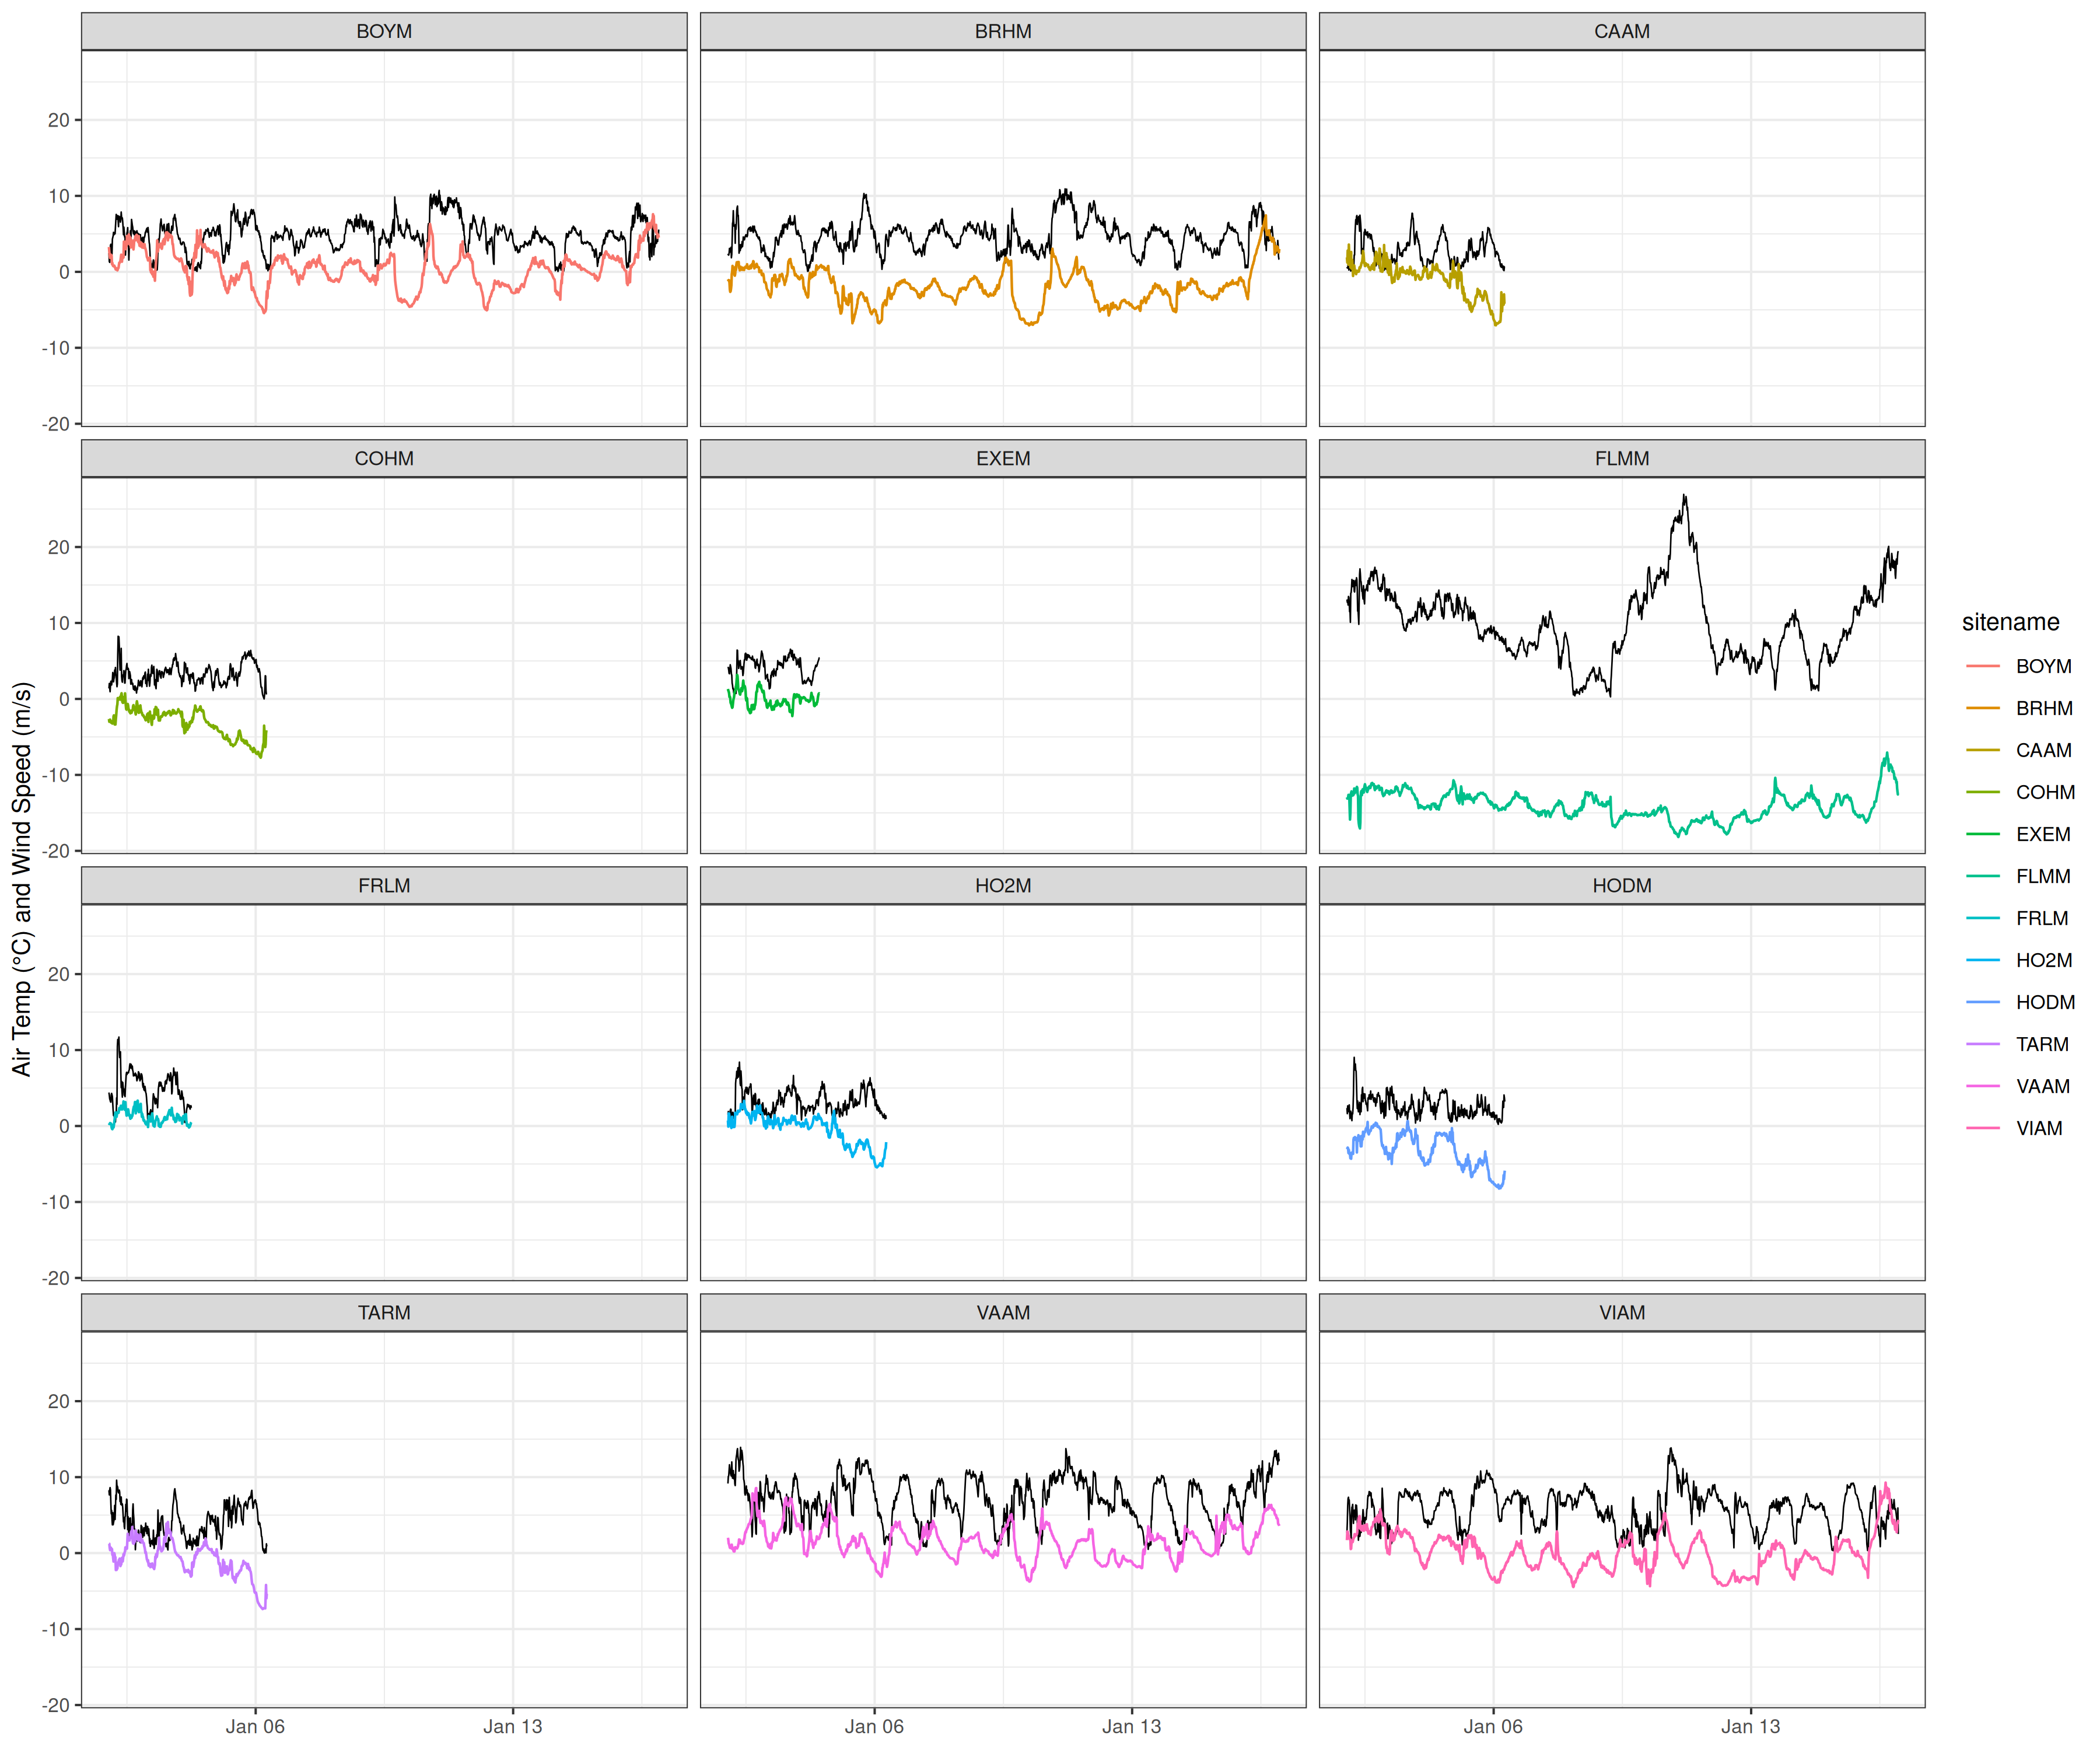 BOYM BRHM CAAM
20
10
0
-10
-20
COHM EXEM FLMM
20
10
0
-10
-20
FRLM HO2M HODM
20
10
0
-10
-20
TARM VAAM VIAM
20
10
0
-10
-20
Jan 06 Jan 13 Jan 06 Jan 13 Jan 06 Jan 13
Air Temp (°C) and Wind Speed (m/s)
sitename
BOYM
BRHM
CAAM
COHM
EXEM
FLMM
FRLM
HO2M
HODM
TARM
VAAM
VIAM